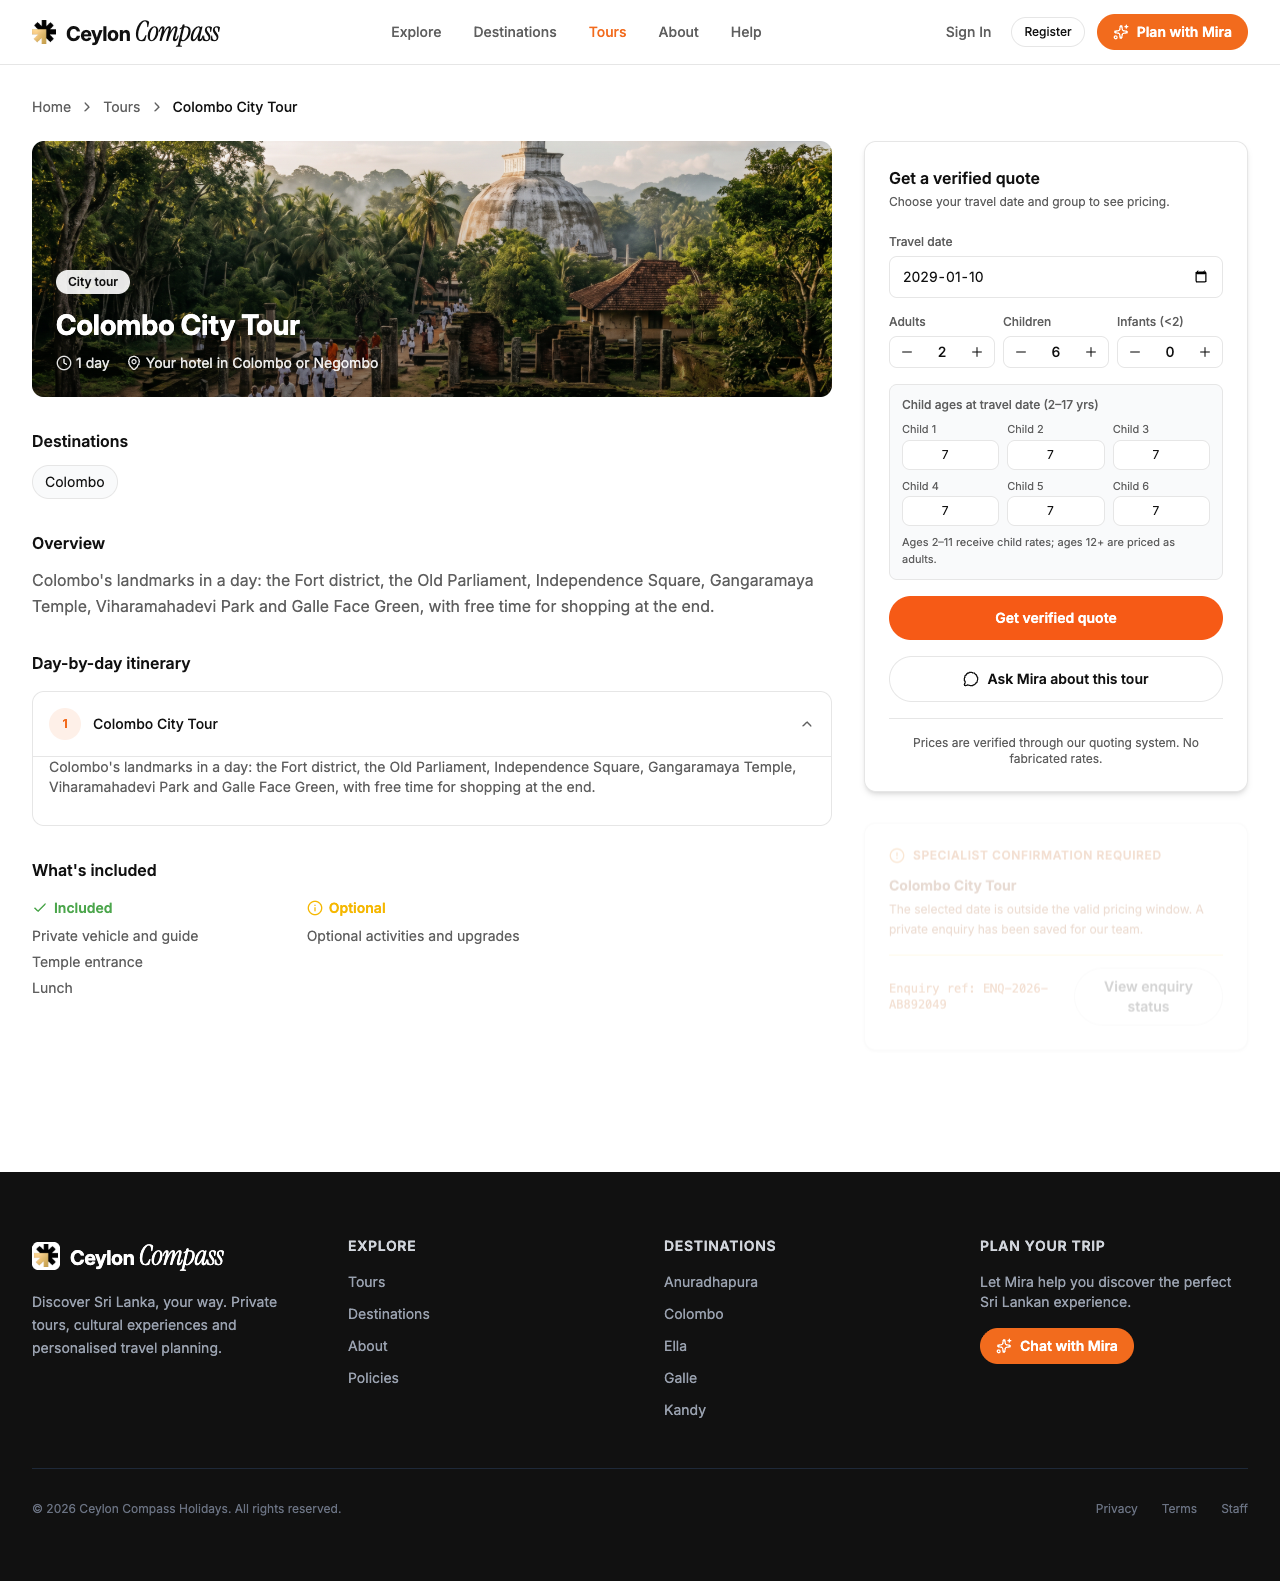 Ceylon Compass
Explore
Destinations
Tours
About
Help
Sign In
Register
Plan with Mira
Home
Tours
Colombo City Tour
City tour
Colombo City Tour
1 day
Your hotel in Colombo or Negombo
Destinations
Colombo
Overview
Colombo's landmarks in a day: the Fort district, the Old Parliament, Independence Square, Gangaramaya
Temple, Viharamahadevi Park and Galle Face Green, with free time for shopping at the end.
Day-by-day itinerary
1
Colombo City Tour
Colombo's landmarks in a day: the Fort district, the Old Parliament, Independence Square, Gangaramaya Temple,
Viharamahadevi Park and Galle Face Green, with free time for shopping at the end.
What's included
Included
Private vehicle and guide
Temple entrance
Lunch
Optional
Optional activities and upgrades
Get a verified quote
Choose your travel date and group to see pricing.
Travel date
2029-01-10
Adults
Children
Infants (<2)
2
6
0
Child ages at travel date (2–17 yrs)
Child 1
Child 2
Child 3
7
7
7
Child 4
Child 5
Child 6
7
7
7
Ages 2–11 receive child rates; ages 12+ are priced as
adults.
Get verified quote
Ask Mira about this tour
Prices are verified through our quoting system. No
fabricated rates.
SPECIALIST CONFIRMATION REQUIRED
Colombo City Tour
The selected date is outside the valid pricing window. A
private enquiry has been saved for our team.
Enquiry ref: ENQ-2026-
AB892049
View enquiry
status
Ceylon Compass
Discover Sri Lanka, your way. Private
tours, cultural experiences and
personalised travel planning.
EXPLORE
Tours
Destinations
About
Policies
DESTINATIONS
Anuradhapura
Colombo
Ella
Galle
Kandy
PLAN YOUR TRIP
Let Mira help you discover the perfect
Sri Lankan experience.
Chat with Mira
© 2026 Ceylon Compass Holidays. All rights reserved.
Privacy
Terms
Staff